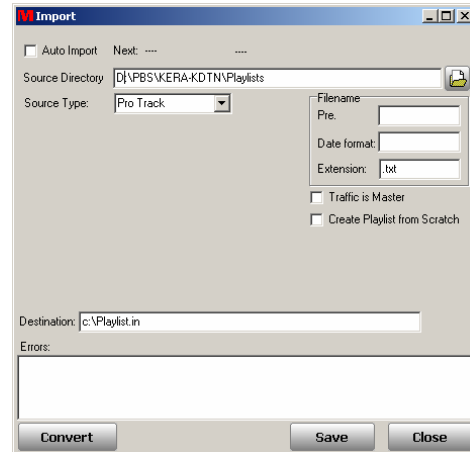 Import
Auto Import Next: ---- ----
Source Directory D:\PBS\KERA-KDTN\Playlists
Source Type: Pro Track
Filename
Pre.
Date format:
Extension: .txt
Traffic is Master
Create Playlist from Scratch
Destination: c:\Playlist.in
Errors:
Convert Save Close